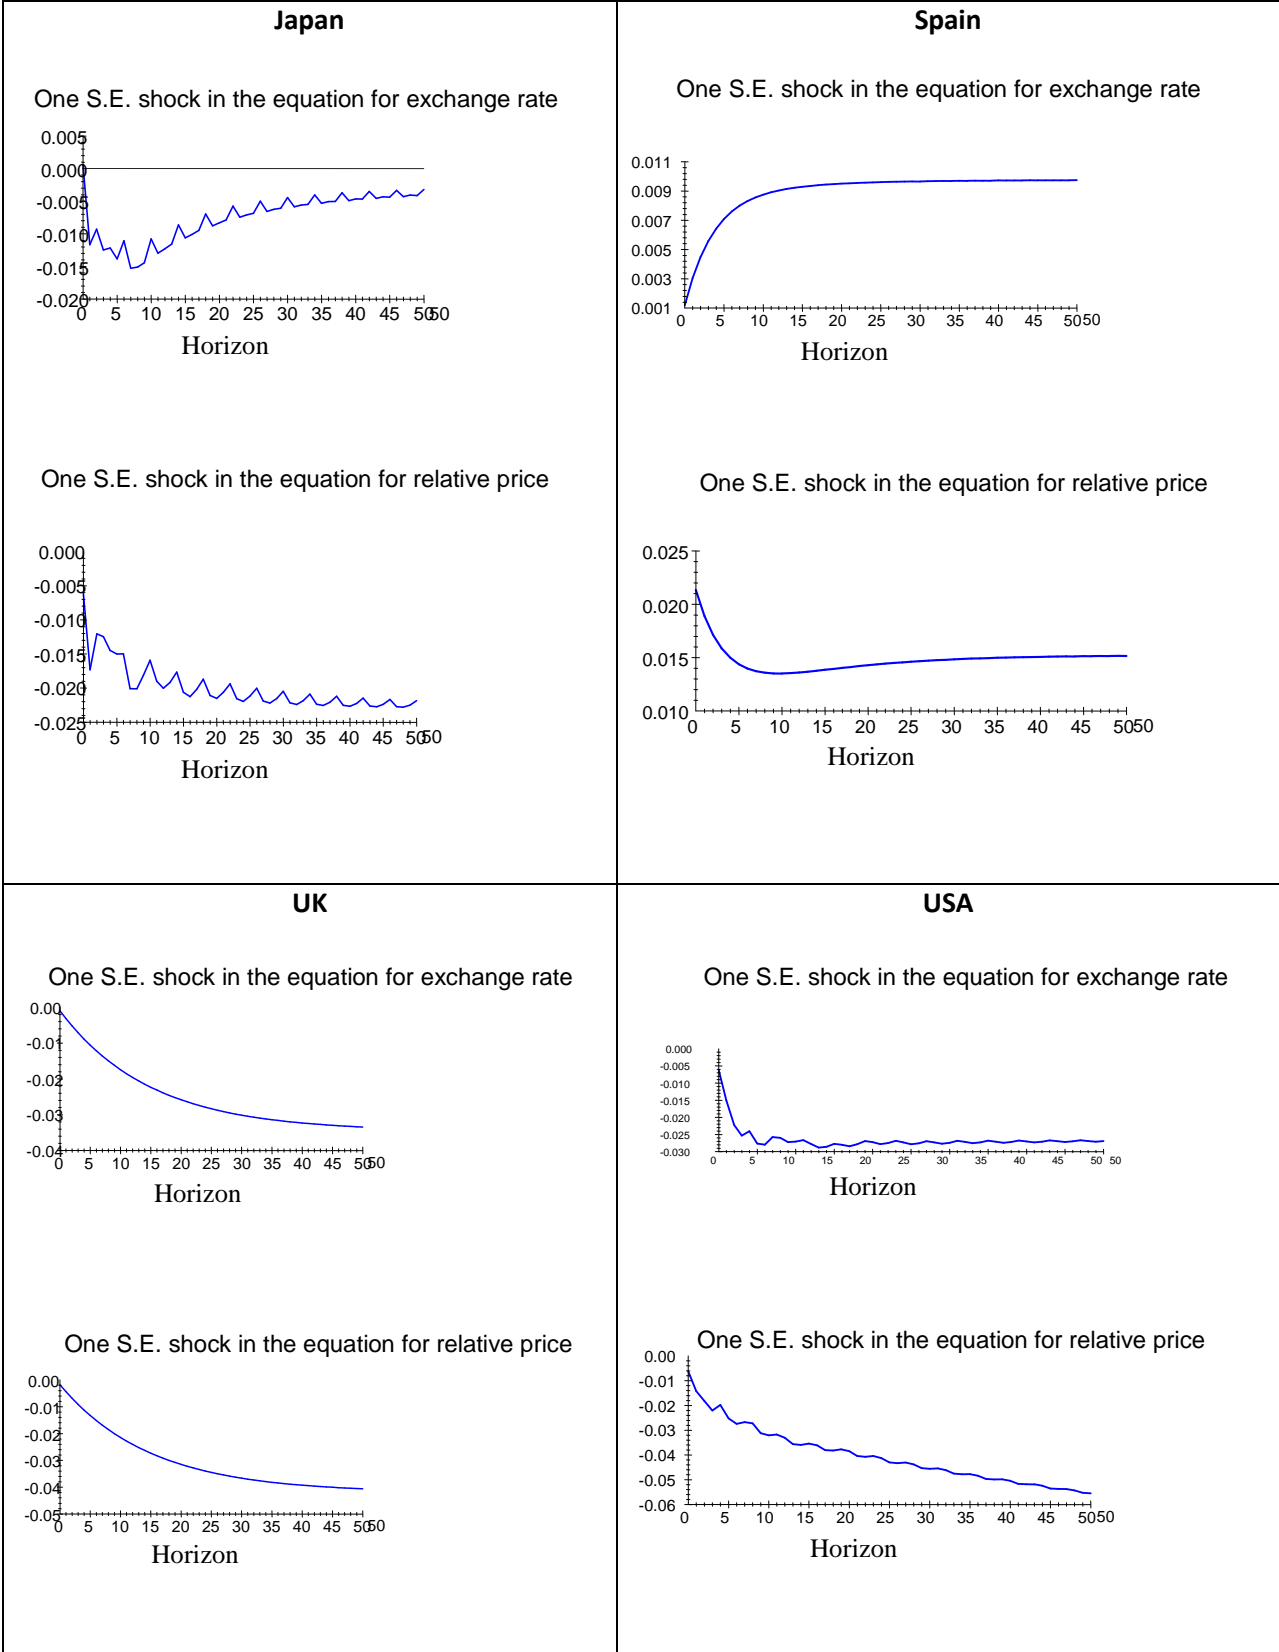 Japan
One S.E. shock in the equation for exchange rate
0.005
0.000
-0.005
-0.010
-0.015
-0.020
0 5 10 15 20 25 30 35 40 45 50 50
Horizon
One S.E. shock in the equation for relative price
0.000
-0.005
-0.010
-0.015
-0.020
-0.025
0 5 10 15 20 25 30 35 40 45 50 50
Horizon
Spain
One S.E. shock in the equation for exchange rate
0.011
0.009
0.007
0.005
0.003
0.001
0 5 10 15 20 25 30 35 40 45 50 50
Horizon
One S.E. shock in the equation for relative price
0.025
0.020
0.015
0.010
0 5 10 15 20 25 30 35 40 45 50 50
Horizon
UK
One S.E. shock in the equation for exchange rate
0.00
-0.01
-0.02
-0.03
-0.04
0 5 10 15 20 25 30 35 40 45 50 50
Horizon
One S.E. shock in the equation for relative price
0.00
-0.01
-0.02
-0.03
-0.04
-0.05
0 5 10 15 20 25 30 35 40 45 50 50
Horizon
USA
One S.E. shock in the equation for exchange rate
0.000
-0.005
-0.010
-0.015
-0.020
-0.025
-0.030
0 5 10 15 20 25 30 35 40 45 50 50
Horizon
One S.E. shock in the equation for relative price
0.00
-0.01
-0.02
-0.03
-0.04
-0.05
-0.06
0 5 10 15 20 25 30 35 40 45 50 50
Horizon